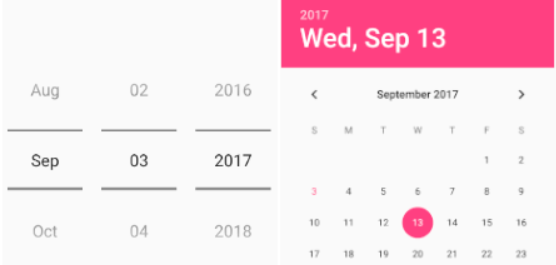 Aug 02 2016
Sep 03 2017
Oct 04 2018
2017
Wed, Sep 13
September 2017
S M T W T F S
1 2
3 4 5 6 7 8 9
10 11 12 13 14 15 16
17 18 19 20 21 22 23